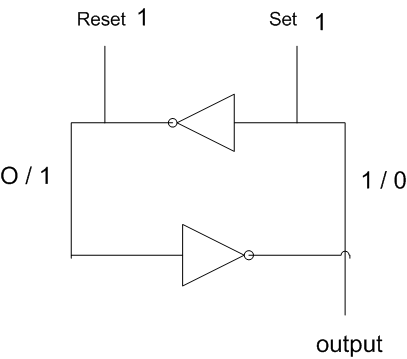 Reset 1
Set 1
O / 1
1 / 0
output